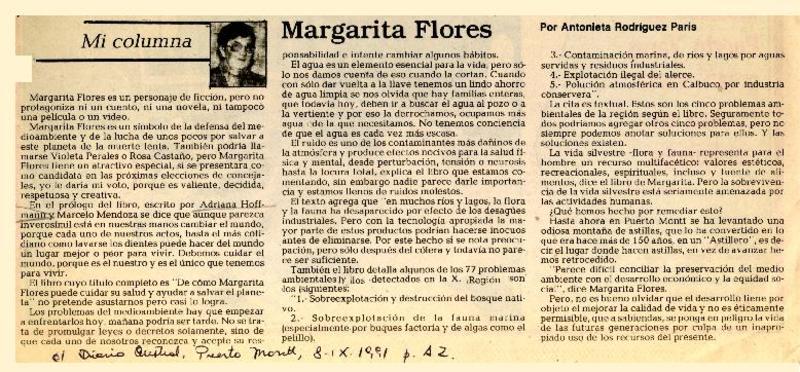 Mi columna
Margarita Flores
Por Antonieta Rodríguez París
Margarita Flores es un personaje de ficción, pero no
protagoniza ni un cuento, ni una novela, ni tampoco
una película o un video.
Margarita Flores es un símbolo de la defensa del me-
dioambiente y de la lucha de unos pocos por salvar a
este planeta de la muerte lenta. También podría lla-
marse Violeta Perales o Rosa Castaño, pero Margarita
Flores tiene un atractivo especial, si se presentara co-
mo candidata en las próximas elecciones de conceja-
les, yo le daría mi voto, porque es valiente, decidida,
respetuosa y creativa.
En el prólogo del libro, escrito por Adriana Hoff-
mann y Marcelo Mendoza se dice que aunque parezca
inverosímil está en nuestras manos cambiar el mundo,
porque cada uno de nuestros actos, hasta el más coti-
diano como lavarse los dientes puede hacer del mundo
un lugar mejor o peor para vivir. Debemos cuidar el
mundo, porque es el nuestro y es el único que tenemos
para vivir.
El libro cuyo título completo es "De cómo Margarita
Flores puede cuidar su salud y ayudar a salvar el plane-
ta" no pretende asustarnos pero casi lo logra.
Los problemas del medioambiente hay que empezar
a enfrentarlos hoy, mañana podría ser tarde. No se tra-
ta de promulgar leyes o decretos solamente, sino de
que cada uno de nosotros reconozca y acepte su res-
ponsabilidad e intente cambiar algunos hábitos.
El agua es un elemento esencial para la vida, pero só-
lo nos damos cuenta de eso cuando la cortan. Cuando
con sólo dar vuelta a la llave tenemos un lindo ahorro
de agua limpia se nos olvida que hay familias enteras,
que todavía hoy, deben ir a buscar el agua al pozo o a
la vertiente y por eso la derrochamos, ocupamos más
agua de la que necesitamos. No tenemos conciencia
de que el agua es cada vez más escasa.
El ruido es uno de los contaminantes más dañinos de
la atmósfera y produce efectos nocivos para la salud fí-
sica y mental, desde perturbación, tensión o neurosis
hasta la locura total, explica el libro que estamos co-
mentando, sin embargo nadie parece darle importan-
cia y estamos llenos de ruidos molestos.
El texto agrega que "en muchos ríos y lagos, la flora
y la fauna ha desaparecido por efecto de los desagües
industriales. Pero con la tecnología apropiada la ma-
yor parte de estos productos podrían hacerse inocuos
antes de eliminarse. Por este hecho si se nota preocu-
pación, pero sólo después del cólera y todavía no pare-
ce ser suficiente.
También el libro detalla algunos de los 77 problemas
ambientales y los detectados en la X. Región son
los siguientes:
"1.- Sobreexplotación y destrucción del bosque nati-
vo.
2.- Sobreexplotación de la fauna marina
(especialmente por buques factoría y de algas como el
pelillo).
3.- Contaminación marina, de ríos y lagos por aguas
servidas y residuos industriales.
4.- Explotación ilegal del alerce.
5.- Polución atmosférica en Calbuco, por industria
conservera".
La cita es textual. Estos son los cinco problemas am-
bientales de la región según el libro. Seguramente to-
dos podríamos agregar otros cinco problemas, pero no
siempre podemos anotar soluciones para ellos. Y las
soluciones existen.
La vida silvestre -flora y fauna- representa para el
hombre un recurso multifacético: valores estéticos,
recreacionales, espirituales, incluso y fuente de ali-
mentos, dice el libro de Margarita. Pero la sobreviven-
cia de la vida silvestre está seriamente amenazada por
las actividades humanas.
¿Qué hemos hecho por remediar esto?
Hasta ahora en Puerto Montt se ha levantado una
odiosa montaña de astillas, que lo ha convertido en lo
que era hace más de 150 años, en un "Astillero", es de-
cir el lugar donde hacen astillas, en vez de avanzar he-
mos retrocedido.
"Parece difícil conciliar la preservación del medio
ambiente con el desarrollo económico y la equidad so-
cial", dice Margarita Flores.
Pero, no es bueno olvidar que el desarrollo tiene por
objeto el mejorar la calidad de vida y no es éticamente
permisible, que a sabiendas, se ponga en peligro la vida
de las futuras generaciones por culpa de un inapro-
piado uso de los recursos del presente.
El Diario Austral, Puerto Montt, 8-IX-1991 p. A2.